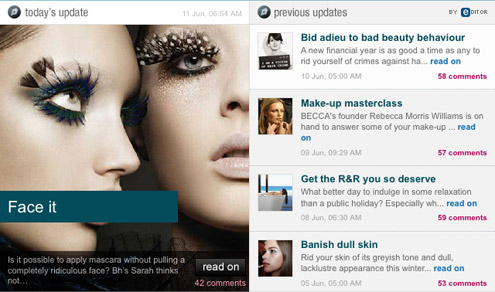 today's update
11 Jun, 06.54 AM
Face it
Is it possible to apply mascara without pulling a
completely ridiculous face? Bh's Sarah thinks
not...
read on
42 comments
previous updates
BY eDITOR
Bid adieu to bad beauty behaviour
A new financial year is as good a time as any to
rid yourself of crimes against ha... read on
10 Jun, 05:00 AM
58 comments
Make-up masterclass
BECCA's founder Rebecca Morris Williams is on
hand to answer some of your make-up ... read
on
09 Jun, 09:29 AM
57 comments
Get the R&R you so deserve
What better day to indulge in some relaxation
than a public holiday? Especially wh... read on
08 Jun, 06:30 AM
59 comments
Banish dull skin
Rid your skin of its greyish tone and dull,
lacklustre appearance this winter... read on
05 Jun, 05:00 AM
53 comments